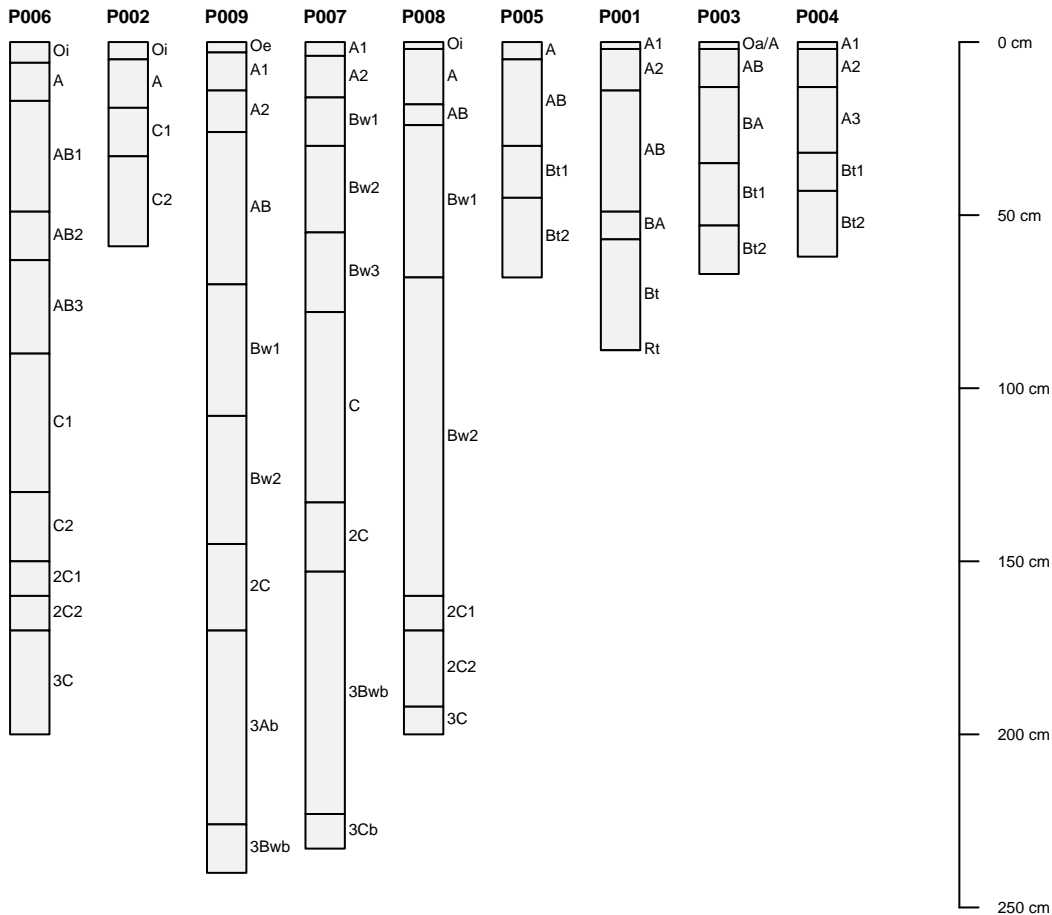 P006
P002
P009
P007
P008
P005
P001
P003
P004
Oi
A
AB1
AB2
AB3
C1
C2
2C1
2C2
3C
Oi
A
C1
C2
Oe
A1
A2
AB
Bw1
Bw2
2C
3Ab
3Bwb
A1
A2
Bw1
Bw2
Bw3
C
2C
3Bwb
3Cb
Oi
A
AB
Bw1
Bw2
2C1
2C2
3C
A
AB
Bt1
Bt2
A1
A2
AB
BA
Bt
Rt
Oa/A
AB
BA
Bt1
Bt2
A1
A2
A3
Bt1
Bt2
0 cm
50 cm
100 cm
150 cm
200 cm
250 cm